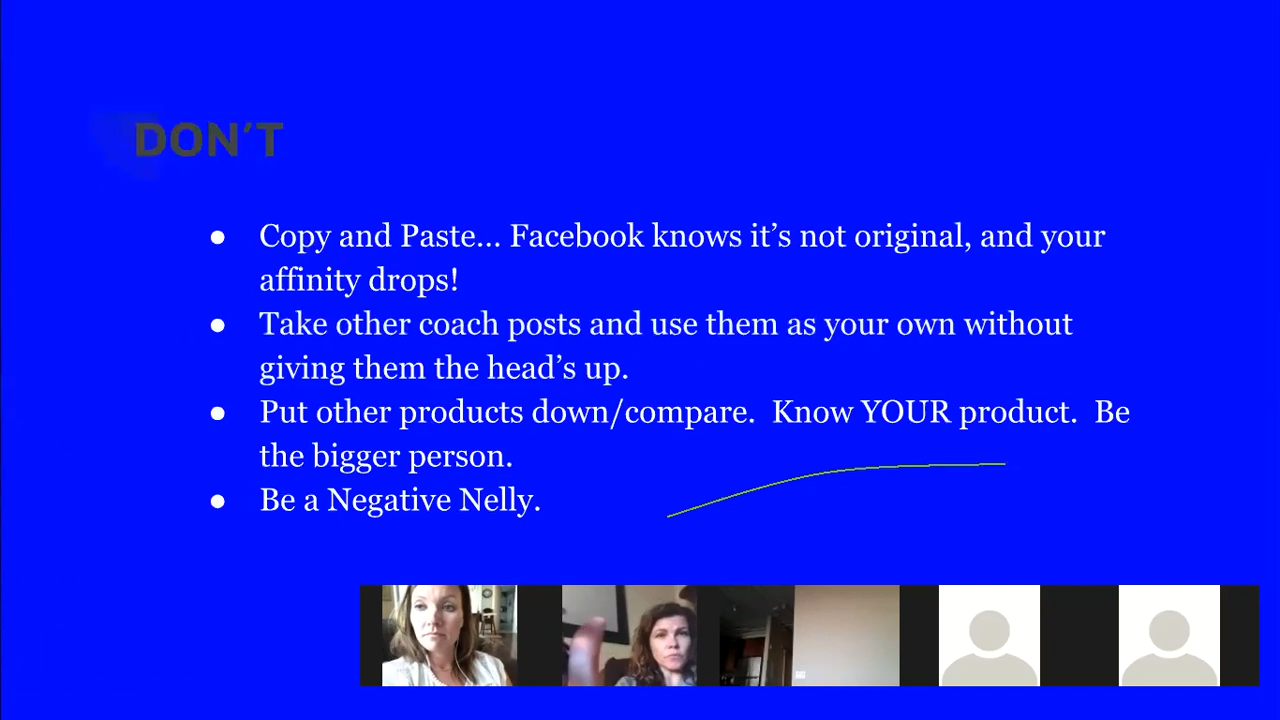 DON’T
● Copy and Paste... Facebook knows it’s not original, and your
affinity drops!
● Take other coach posts and use them as your own without
giving them the head’s up.
● Put other products down/compare.  Know YOUR product.  Be
the bigger person.
● Be a Negative Nelly.